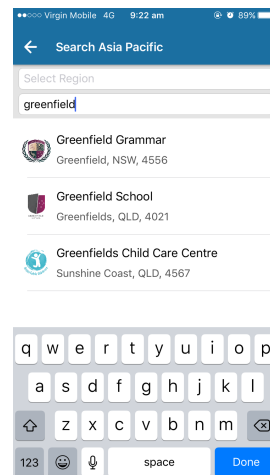 Virgin Mobile 4G 9:22 am 89%
Search Asia Pacific
Select Region
greenfield
Greenfield Grammar
Greenfield, NSW, 4556
Greenfield School
Greenfields, QLD, 4021
Greenfields Child Care Centre
Sunshine Coast, QLD, 4567
q w e r t y u i o p
a s d f g h j k l
z x c v b n m
123 space Done